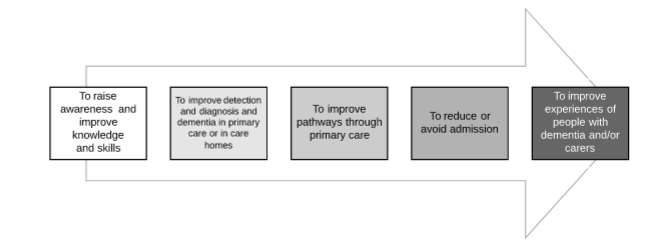 To raise
awareness and
improve
knowledge
and skills
To improve detection
and diagnosis and
dementia in primary
care or in care
homes
To improve
pathways through
primary care
To reduce or
avoid admission
To improve
experiences of
people with
dementia and/or
carers